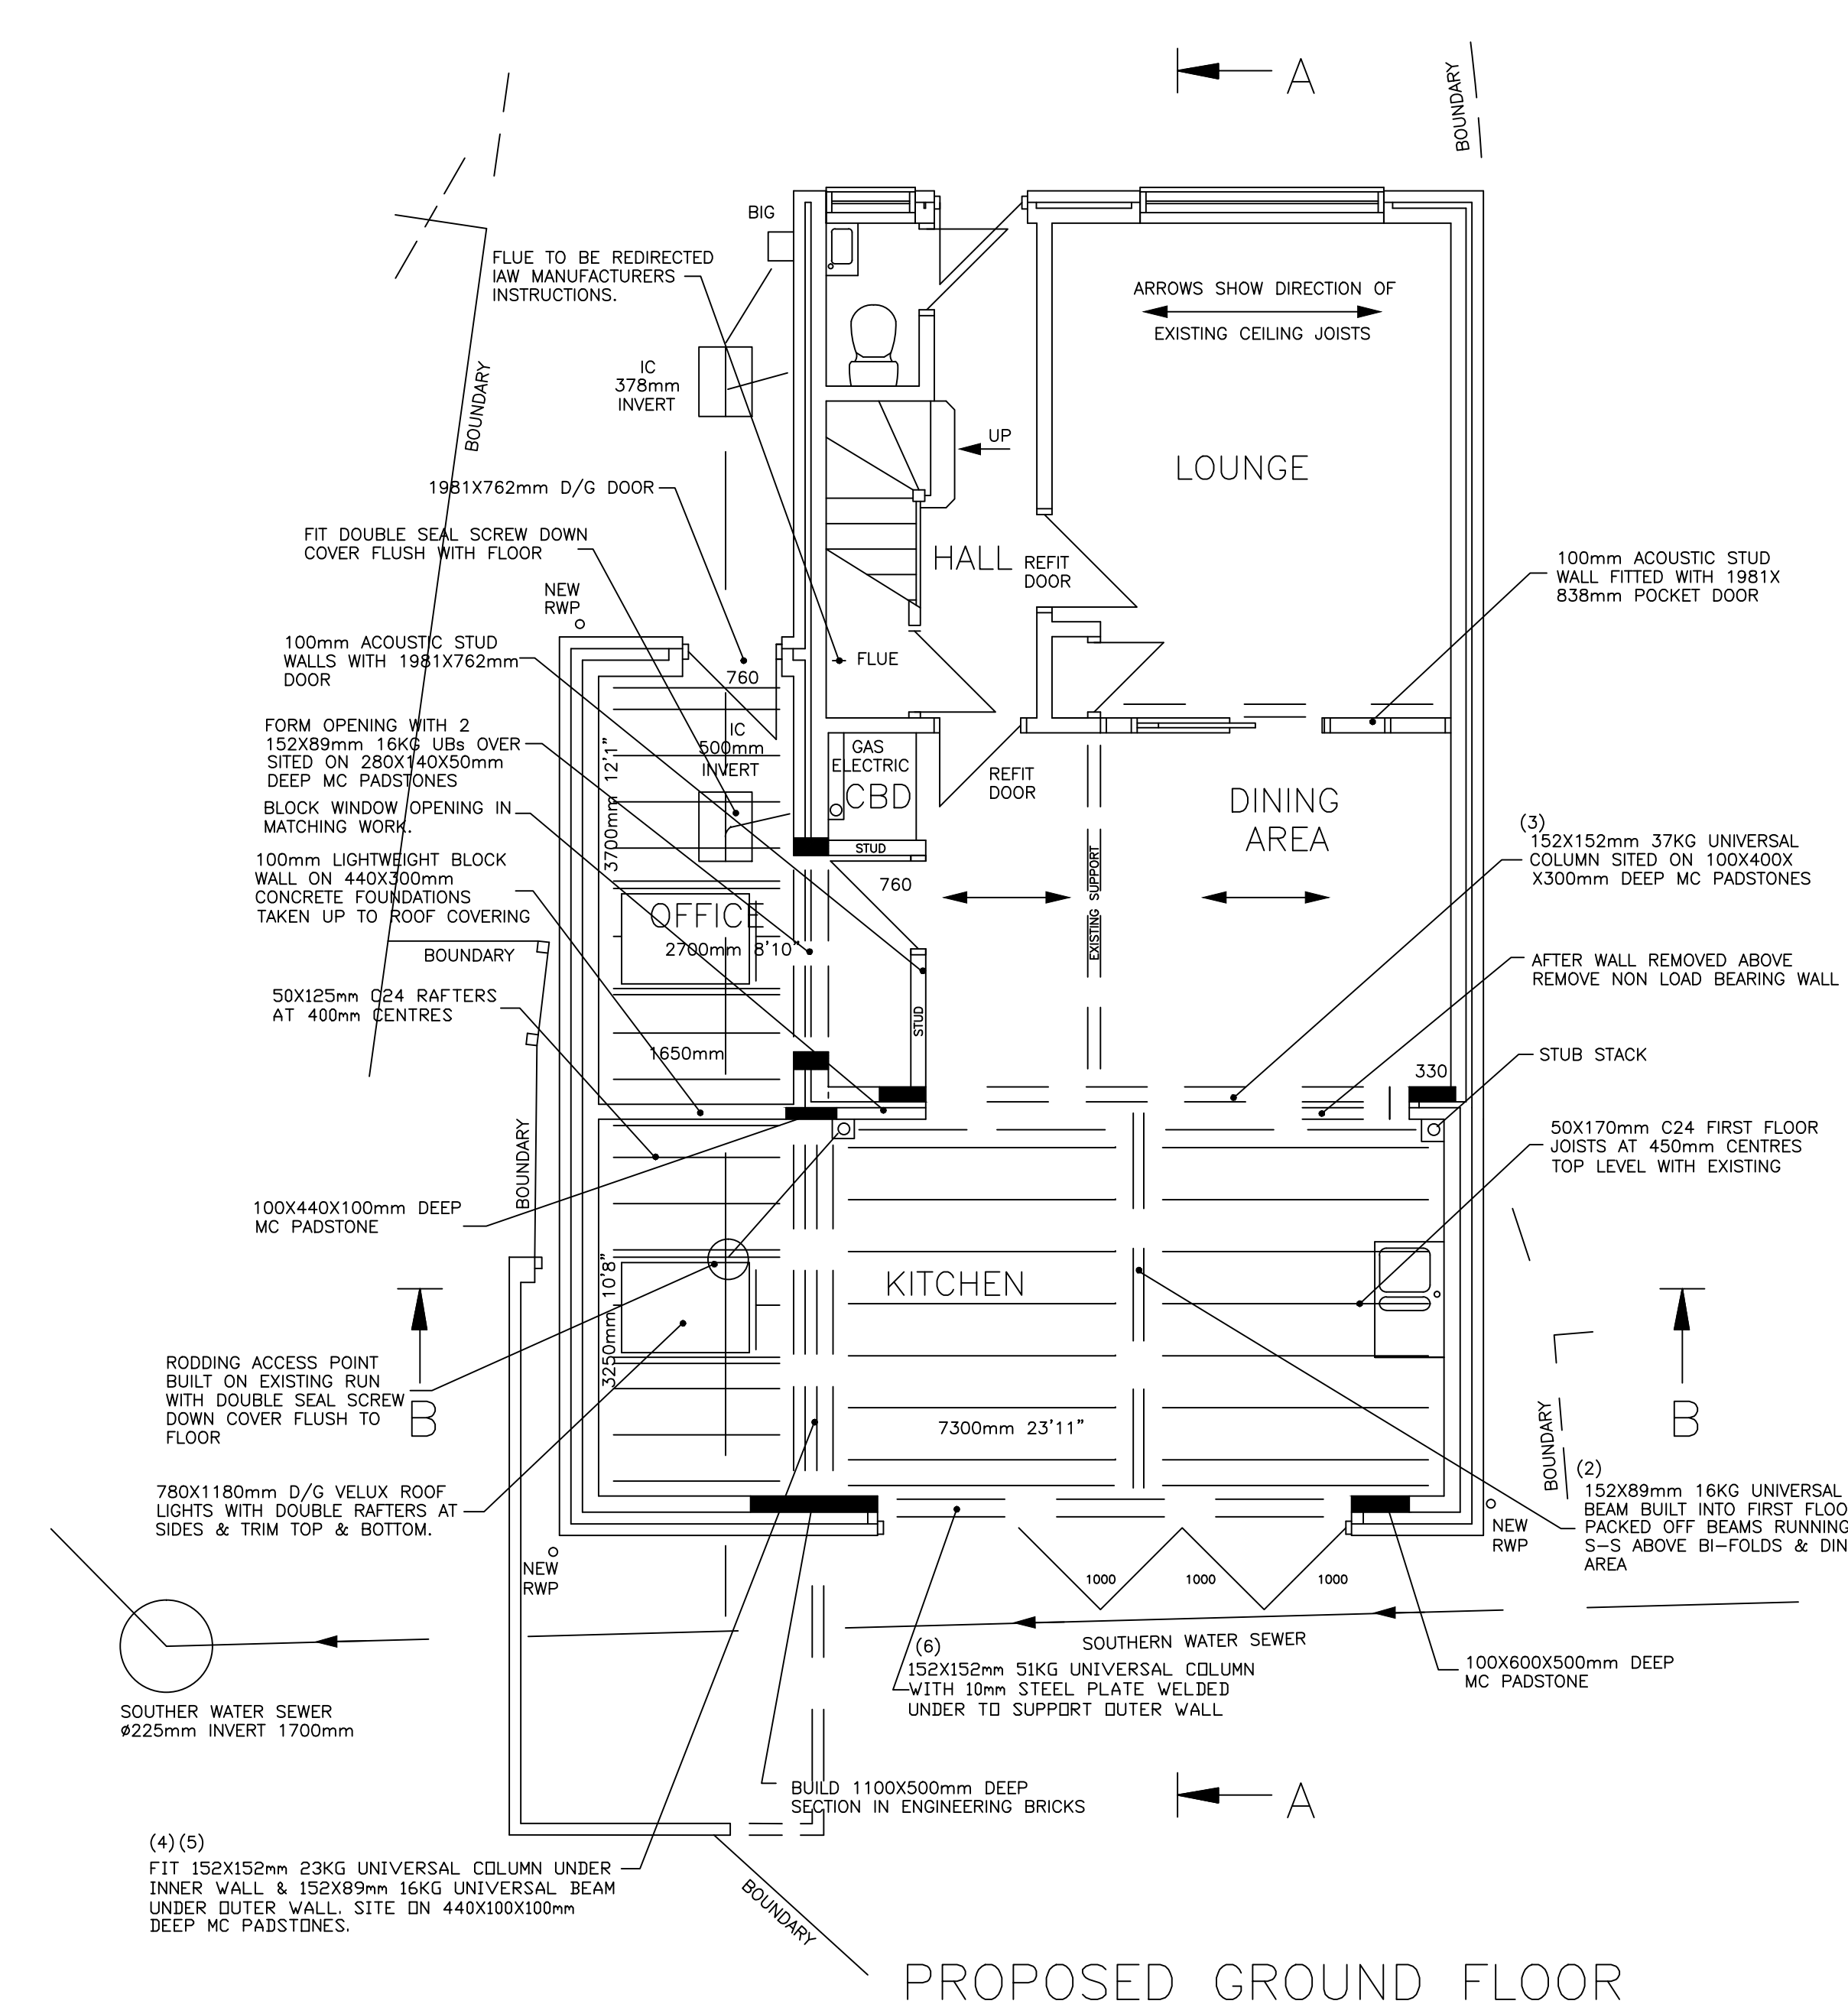 A
BOUNDARY
BIG
FLUE TO BE REDIRECTED
IAW MANUFACTURERS
INSTRUCTIONS.
ARROWS SHOW DIRECTION OF
EXISTING CEILING JOISTS
IC
378mm
INVERT
BOUNDARY
UP
LOUNGE
1981X762mm D/G DOOR
FIT DOUBLE SEAL SCREW DOWN
COVER FLUSH WITH FLOOR
HALL
REFIT
DOOR
100mm ACOUSTIC STUD
WALL FITTED WITH 1981X
838mm POCKET DOOR
NEW
RWP
100mm ACOUSTIC STUD
WALLS WITH 1981X762mm
DOOR
FLUE
760
FORM OPENING WITH 2
152X89mm 16KG UBs OVER
SITED ON 280X140X50mm
DEEP MC PADSTONES
IC
500mm
INVERT
3700mm 12'1"
GAS
ELECTRIC
CBD
REFIT
DOOR
DINING
AREA
BLOCK WINDOW OPENING IN
MATCHING WORK.
(3)
152X152mm 37KG UNIVERSAL
COLUMN SITED ON 100X400X
X300mm DEEP MC PADSTONES
STUD
100mm LIGHTWEIGHT BLOCK
WALL ON 440X300mm
CONCRETE FOUNDATIONS
TAKEN UP TO ROOF COVERING
760
EXISTING SUPPORT
OFFICE
2700mm 8'10"
BOUNDARY
AFTER WALL REMOVED ABOVE
REMOVE NON LOAD BEARING WALL
50X125mm C24 RAFTERS
AT 400mm CENTRES
STUD
1650mm
STUB STACK
330
BOUNDARY
50X170mm C24 FIRST FLOOR
JOISTS AT 450mm CENTRES
TOP LEVEL WITH EXISTING
100X440X100mm DEEP
MC PADSTONE
KITCHEN
3250mm 10'8"
RODDING ACCESS POINT
BUILT ON EXISTING RUN
WITH DOUBLE SEAL SCREW
DOWN COVER FLUSH TO
FLOOR
B
B
7300mm 23'11"
BOUNDARY
780X1180mm D/G VELUX ROOF
LIGHTS WITH DOUBLE RAFTERS AT
SIDES & TRIM TOP & BOTTOM.
(2)
152X89mm 16KG UNIVERSAL
BEAM BUILT INTO FIRST FLOO
PACKED OFF BEAMS RUNNING
S-S ABOVE BI-FOLDS & DIN
AREA
NEW
RWP
NEW
RWP
1000
1000
1000
SOUTHERN WATER SEWER
(6)
152X152mm 51KG UNIVERSAL COLUMN
WITH 10mm STEEL PLATE WELDED
UNDER TO SUPPORT OUTER WALL
100X600X500mm DEEP
MC PADSTONE
SOUTHER WATER SEWER
ø225mm INVERT 1700mm
BUILD 1100X500mm DEEP
SECTION IN ENGINEERING BRICKS
A
(4)(5)
FIT 152X152mm 23KG UNIVERSAL COLUMN UNDER
INNER WALL & 152X89mm 16KG UNIVERSAL BEAM
UNDER OUTER WALL. SITE ON 440X100X100mm
DEEP MC PADSTONES.
BOUNDARY
PROPOSED GROUND FLOOR